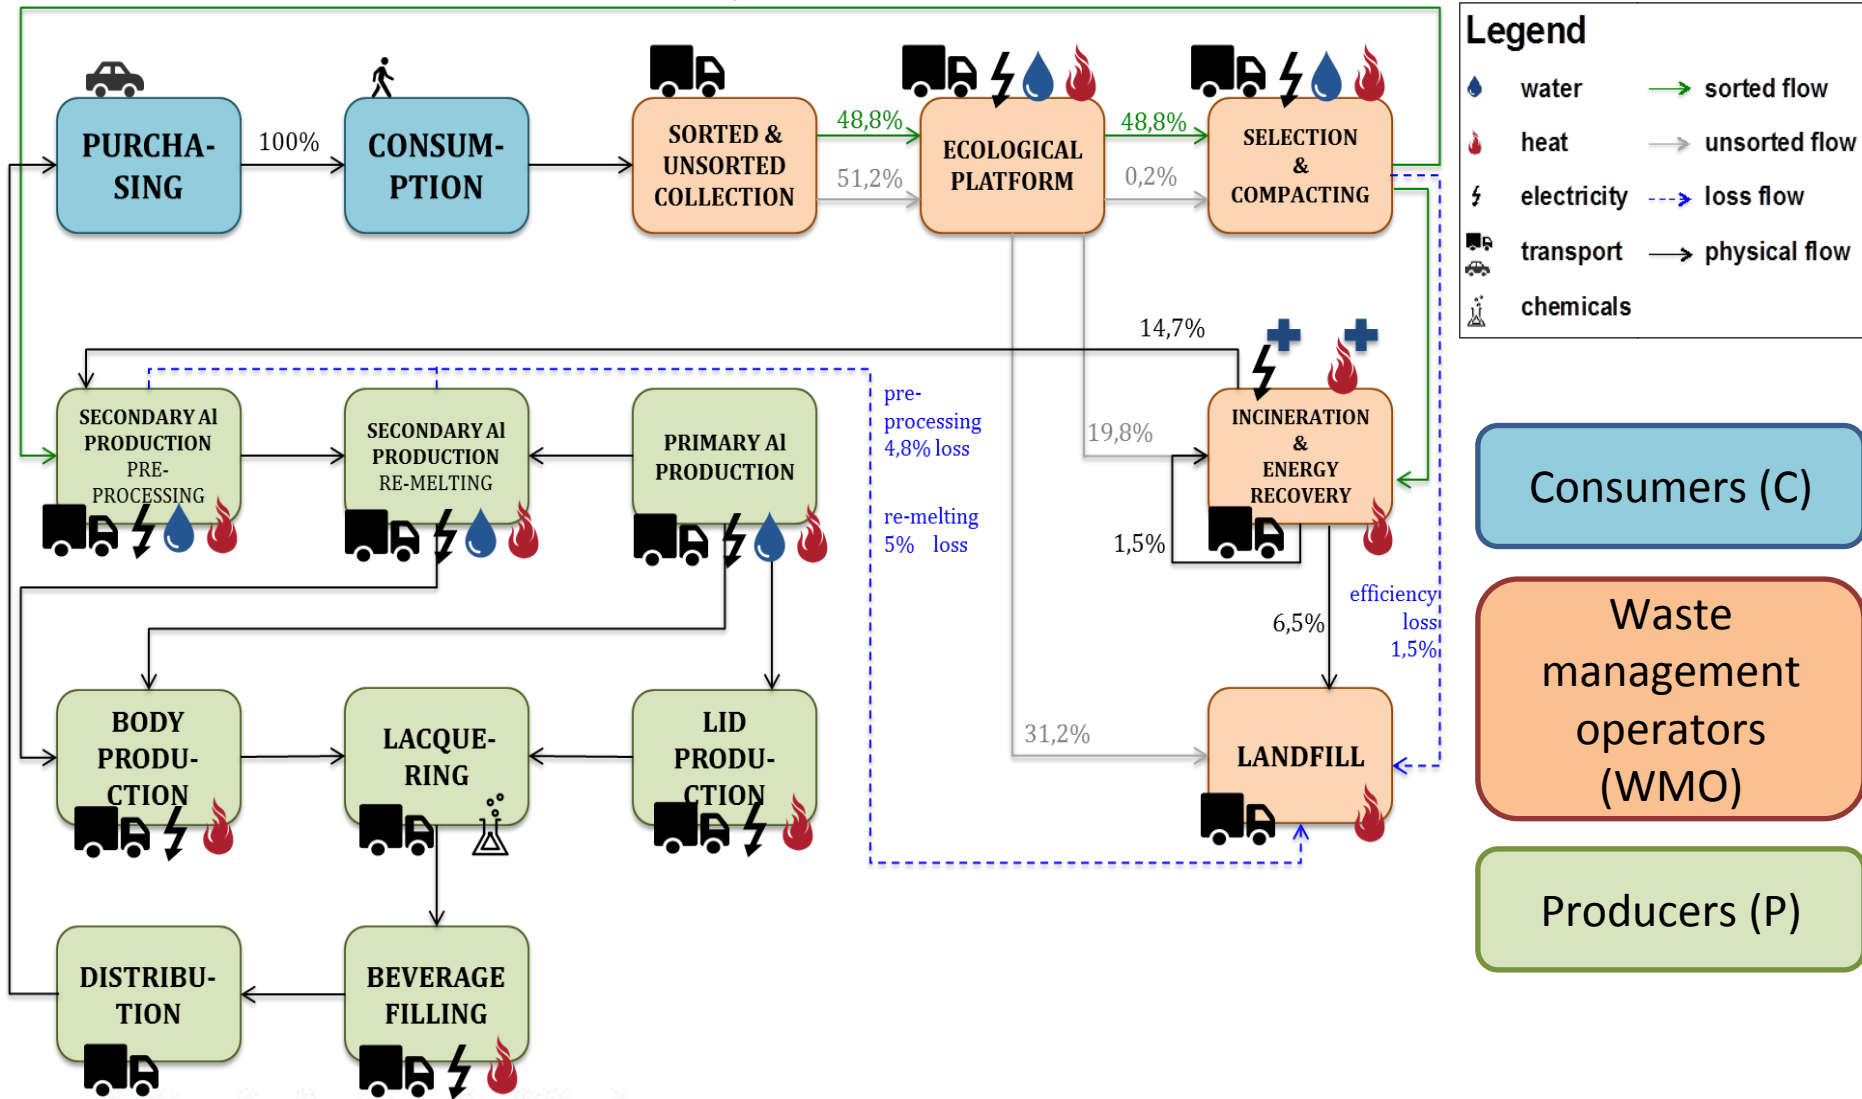 Legend
water
sorted flow
heat
unsorted flow
electricity
loss flow
transport
physical flow
chemicals
PURCHA-
SING
100%
CONSUM-
PTION
SORTED &
UNSORTED
COLLECTION
48,8%
51,2%
ECOLOGICAL
PLATFORM
48,8%
0,2%
SELECTION
&
COMPACTING
14,7%
SECONDARY Al
PRODUCTION
PRE-
PROCESSING
SECONDARY Al
PRODUCTION
RE-MELTING
PRIMARY Al
PRODUCTION
pre-
processing
4,8% loss
re-melting
5% loss
19,8%
INCINERATION
&
ENERGY
RECOVERY
1,5%
6,5%
efficiency
loss
1,5%
31,2%
BODY
PRODU-
CTION
LACQUE-
RING
LID
PRODU-
CTION
LANDFILL
DISTRIBU-
TION
BEVERAGE
FILLING
Consumers (C)
Waste
management
operators
(WMO)
Producers (P)